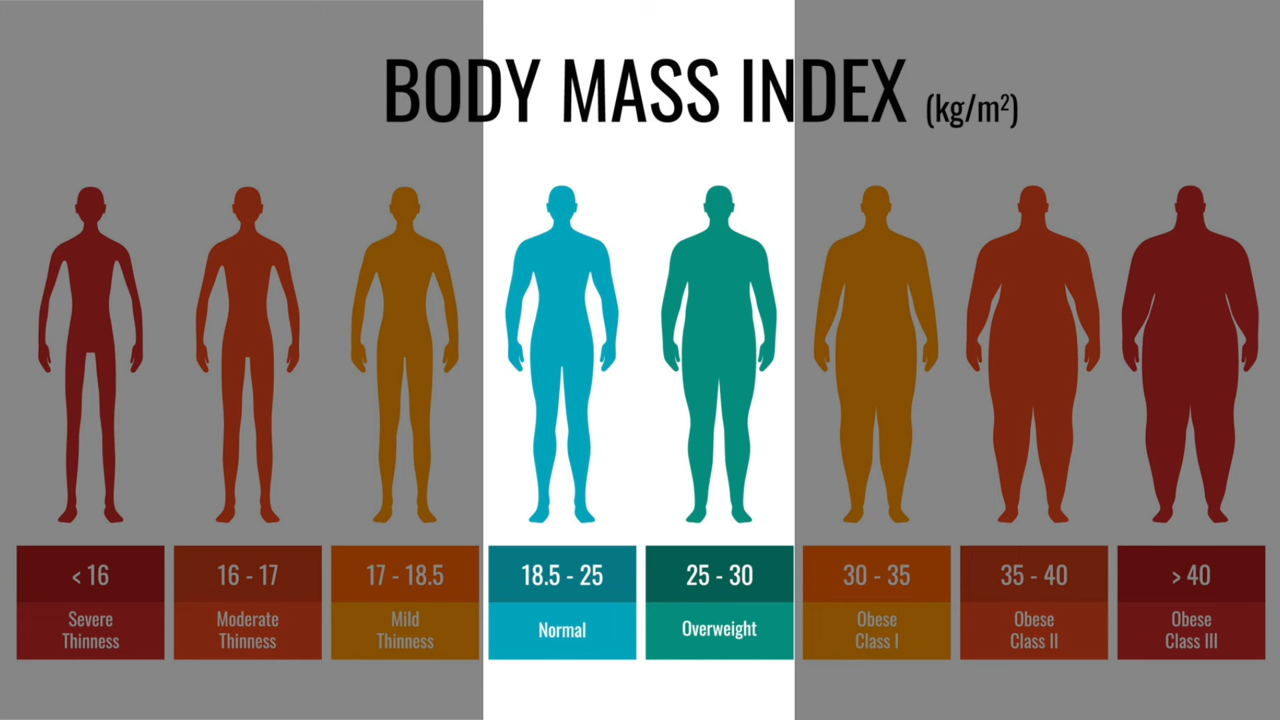 BODY MASS INDEX (kg/m²)
< 16
Severe
Thinness
16 - 17
Moderate
Thinness
17 - 18.5
Mild
Thinness
18.5 - 25
Normal
25 - 30
Overweight
30 - 35
Obese
Class I
35 - 40
Obese
Class II
> 40
Obese
Class III